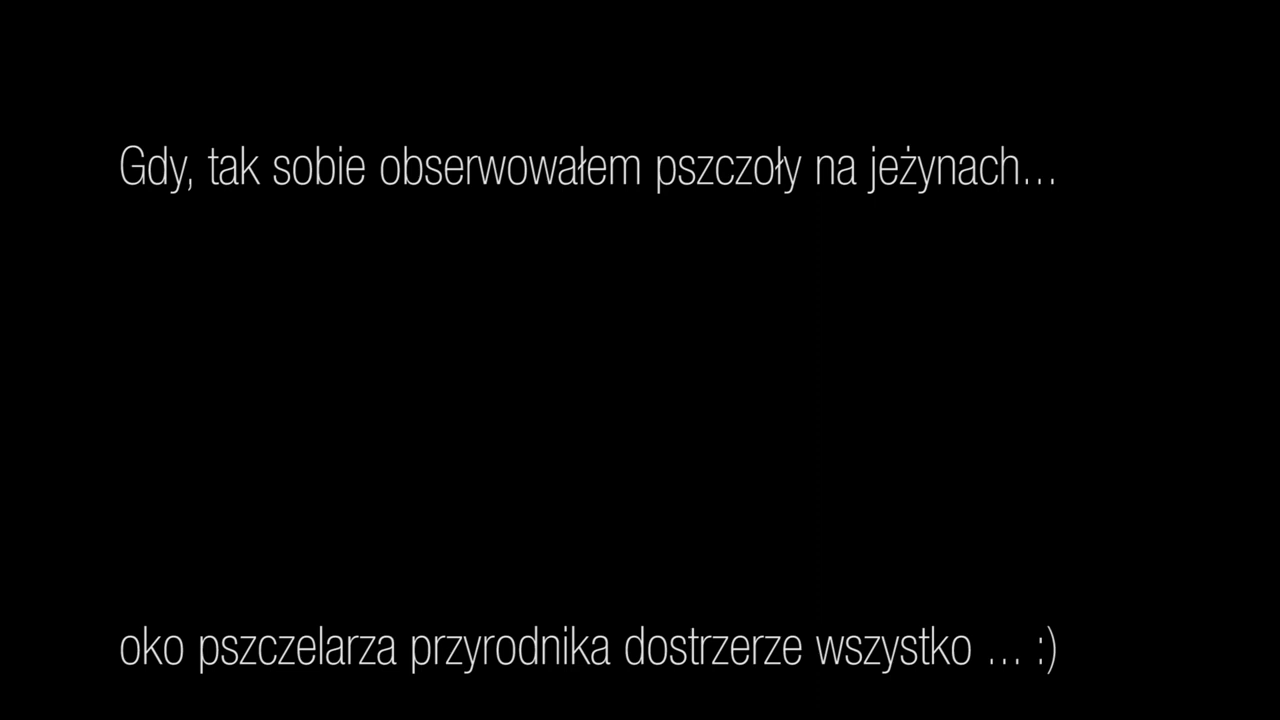 Gdy, tak sobie obserwowałem pszczoły na jeżynach...
oko pszczelarza przyrodnika dostrzerze wszystko ... :)